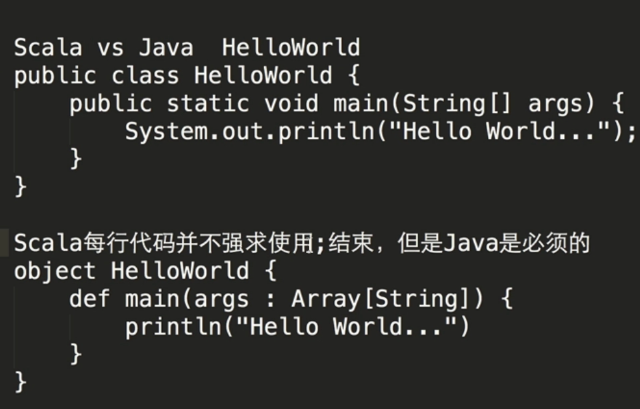 Scala vs Java  HelloWorld
public class HelloWorld {
    public static void main(String[] args) {
        System.out.println("Hello World...");
    }
}

Scala每行代码并不强求使用;结束，但是Java是必须的
object HelloWorld {
    def main(args : Array[String]) {
        println("Hello World...")
    }
}